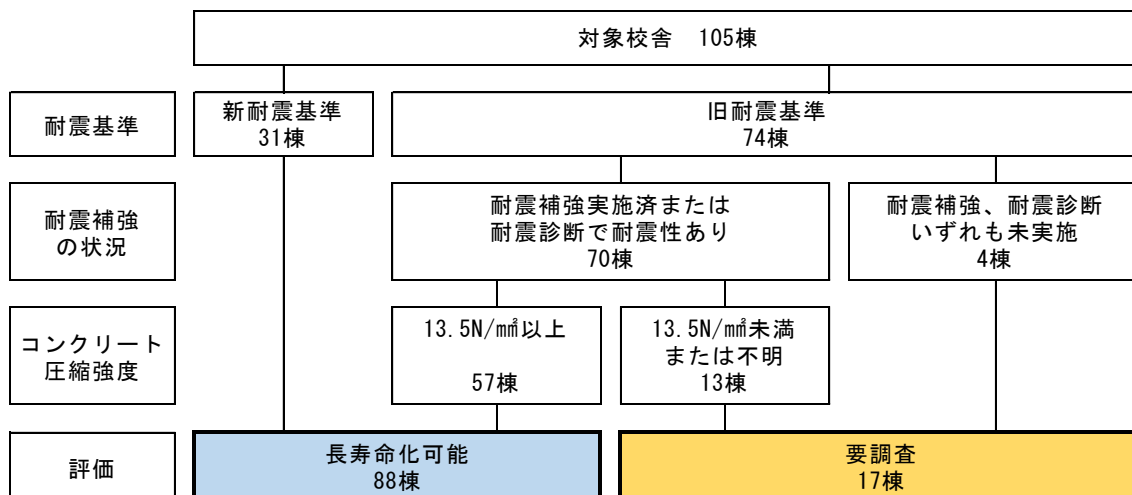 対象校舎　105棟
耐震基準
新耐震基準
31棟
旧耐震基準
74棟
耐震補強
の状況
耐震補強実施済または
耐震診断で耐震性あり
70棟
耐震補強、耐震診断
いずれも未実施
4棟
コンクリート
圧縮強度
13.5N/㎟以上
57棟
13.5N/㎟未満
または不明
13棟
評価
長寿命化可能
88棟
要調査
17棟